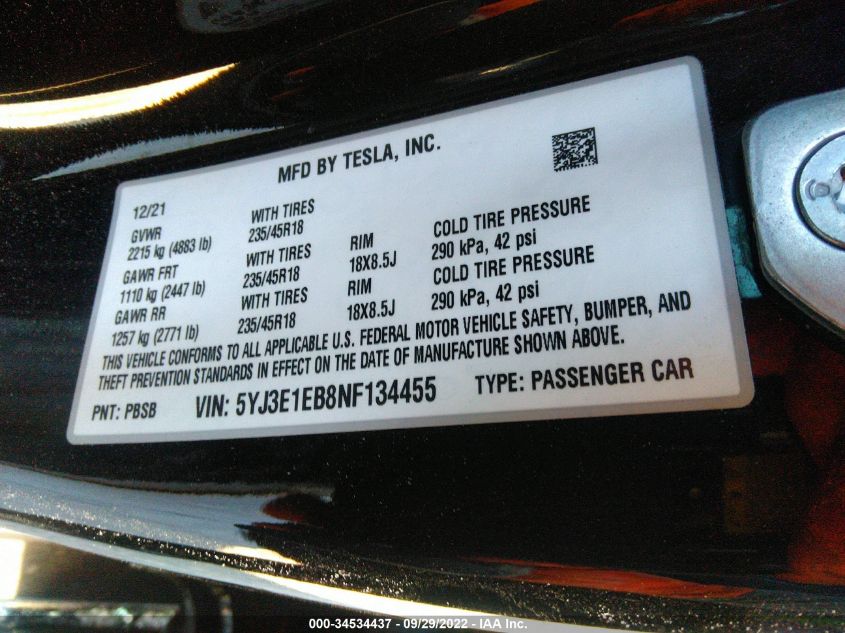 MFD BY TESLA, INC.
12/21
GVWR WITH TIRES
2215 kg (4883 lb) 235/45R18
GAWR FRT WITH TIRES RIM COLD TIRE PRESSURE
1110 kg (2447 lb) 235/45R18 18X8.5J 290 kPa, 42 psi
GAWR RR WITH TIRES RIM COLD TIRE PRESSURE
1257 kg (2771 lb) 235/45R18 18X8.5J 290 kPa, 42 psi
THIS VEHICLE CONFORMS TO ALL APPLICABLE U.S. FEDERAL MOTOR VEHICLE SAFETY, BUMPER, AND
THEFT PREVENTION STANDARDS IN EFFECT ON THE DATE OF MANUFACTURE SHOWN ABOVE.
PNT: PBSB VIN: 5YJ3E1EB8NF134455 TYPE: PASSENGER CAR
000-34534437 - 09/29/2022 - IAA Inc.